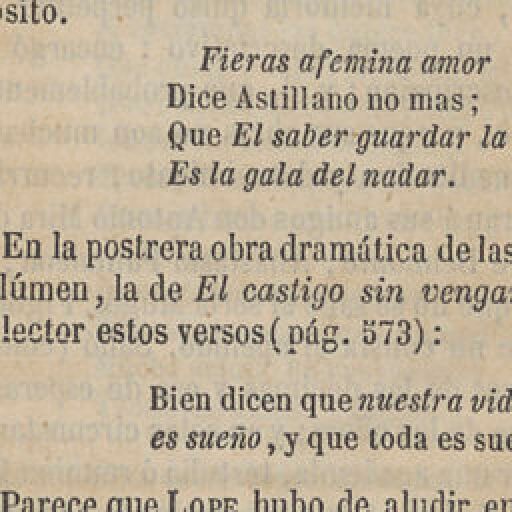 sito.
Fieras afemina amor
Dice Astillano no mas;
Que El saber guardar la
Es la gala del nadar.
En la postrera obra dramática de las
lúmen, la de El castigo sin venga
lector estos versos (pág. 573):
Bien dicen que nuestra vid
es sueño, y que toda es sue
Parece que LOPE hubo de aludir en